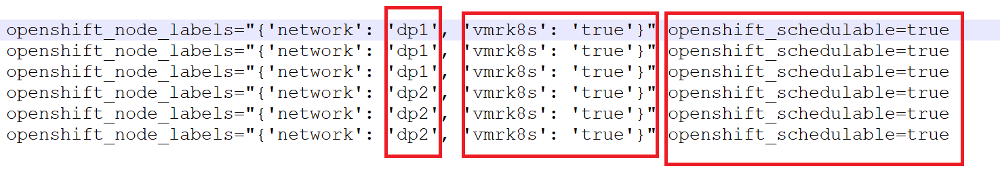 openshift_node_labels="{'network': 'dp1', 'vmrk8s': 'true'}" openshift_schedulable=true
openshift_node_labels="{'network': 'dp1', 'vmrk8s': 'true'}" openshift_schedulable=true
openshift_node_labels="{'network': 'dp1', 'vmrk8s': 'true'}" openshift_schedulable=true
openshift_node_labels="{'network': 'dp2', 'vmrk8s': 'true'}" openshift_schedulable=true
openshift_node_labels="{'network': 'dp2', 'vmrk8s': 'true'}" openshift_schedulable=true
openshift_node_labels="{'network': 'dp2', 'vmrk8s': 'true'}" openshift_schedulable=true